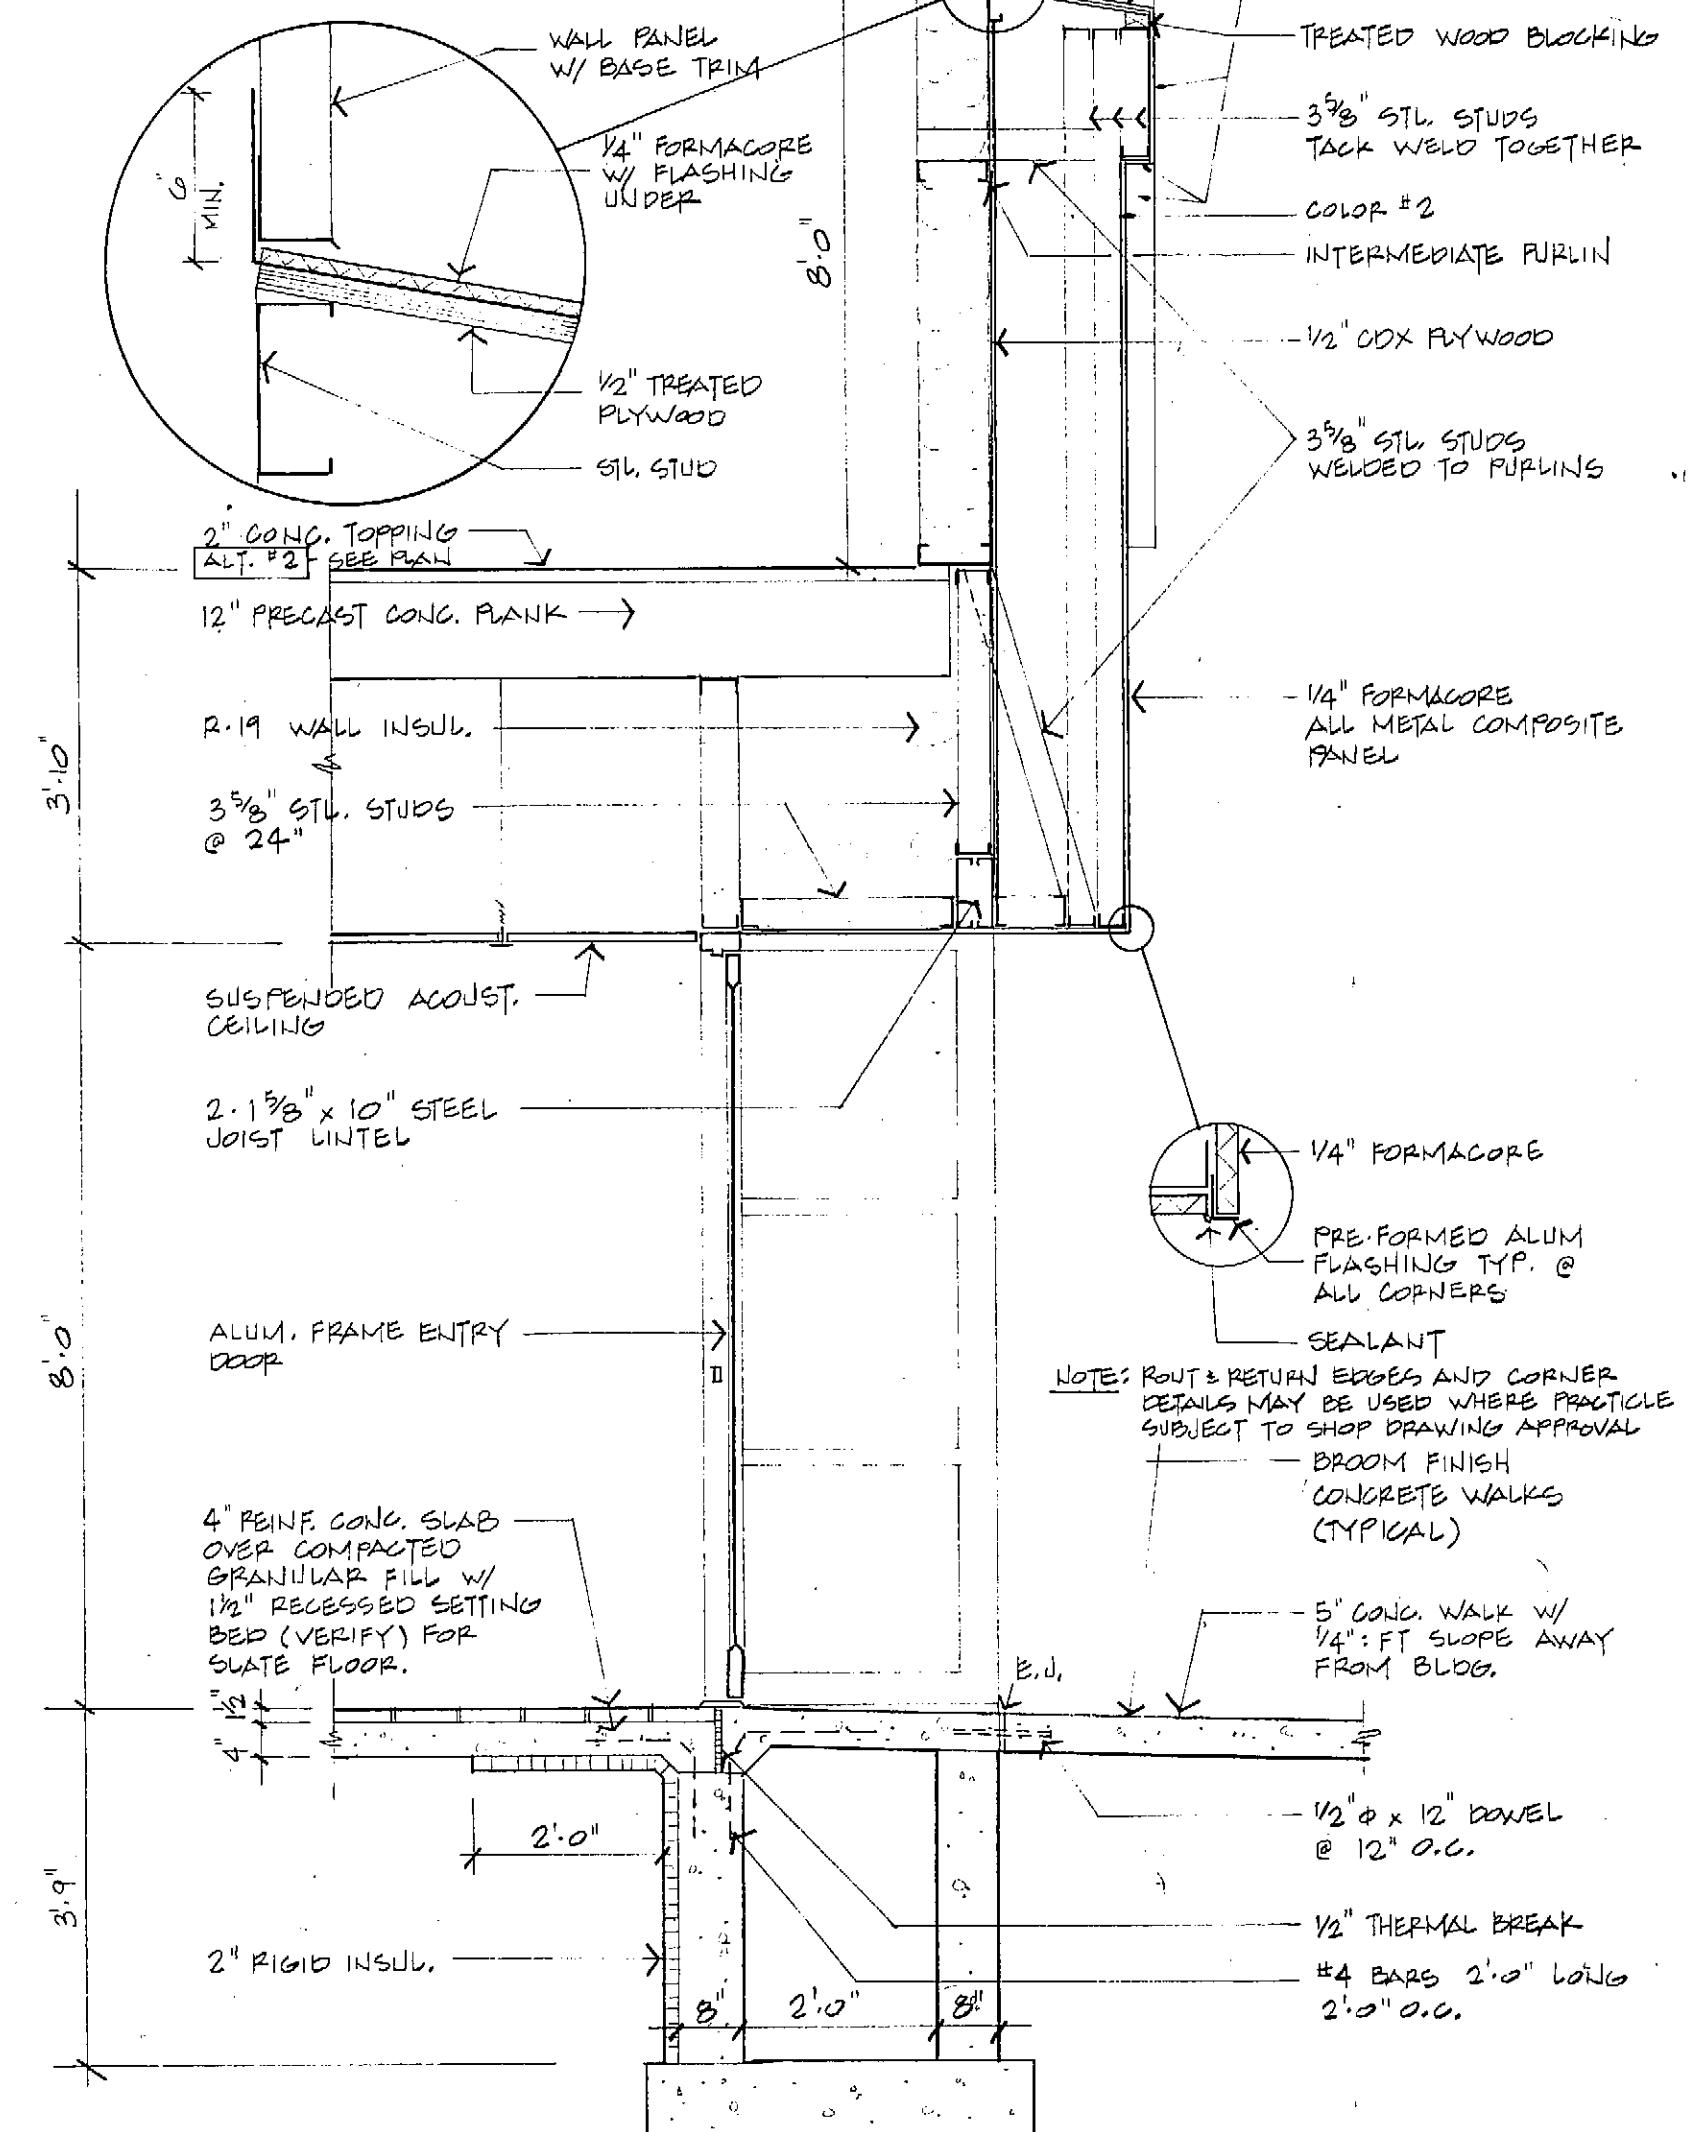 WALL PANEL
W/ BASE TRIM
1/4" FORMACORE
W/ FLASHING
UNDER
6"
MIN.
1/2" TREATED
PLYWOOD
STL. STUD
8'·0"
TREATED WOOD BLOCKING
3 5/8" STL. STUDS
TACK WELD TOGETHER
COLOR #2
INTERMEDIATE PURLIN
1/2" CDX PLYWOOD
3 5/8" STL. STUDS
WELDED TO PURLINS
2" CONC. TOPPING
ALT. #2 - SEE PLAN
12" PRECAST CONC. PLANK
R-19 WALL INSUL.
3 5/8" STL. STUDS
@ 24"
3'·10"
1/4" FORMACORE
ALL METAL COMPOSITE
PANEL
SUSPENDED ACOUST.
CEILING
2·1 5/8" x 10" STEEL
JOIST LINTEL
1/4" FORMACORE
PRE·FORMED ALUM
FLASHING TYP. @
ALL CORNERS
SEALANT
NOTE: ROUT & RETURN EDGES AND CORNER
DETAILS MAY BE USED WHERE PRACTICLE
SUBJECT TO SHOP DRAWING APPROVAL
8'·0"
ALUM. FRAME ENTRY
DOOR
BROOM FINISH
CONCRETE WALKS
(TYPICAL)
4" REINF. CONC. SLAB
OVER COMPACTED
GRANULAR FILL W/
1 1/2" RECESSED SETTING
BED (VERIFY) FOR
SLATE FLOOR.
5" CONC. WALK W/
1/4": FT SLOPE AWAY
FROM BLDG.
E.J.
1 1/2"
4"
2'·0"
1/2" φ x 12" DOWEL
@ 12" O.C.
3'·9"
1/2" THERMAL BREAK
2" RIGID INSUL.
#4 BARS 2'·0" LONG
2'·0" O.C.
8"
2'·0"
8"